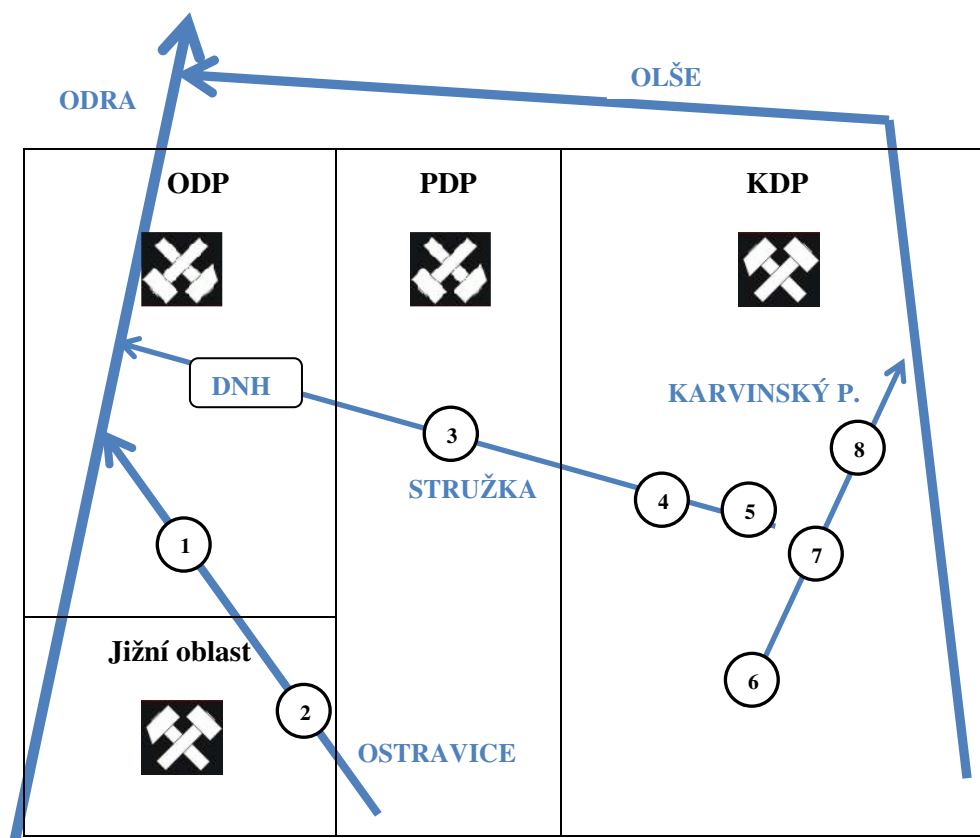 OLŠE
ODRA
ODP
PDP
KDP
DNH
KARVINSKÝ P.
3
8
STRUŽKA
4
5
1
7
Jižní oblast
6
2
OSTRAVICE